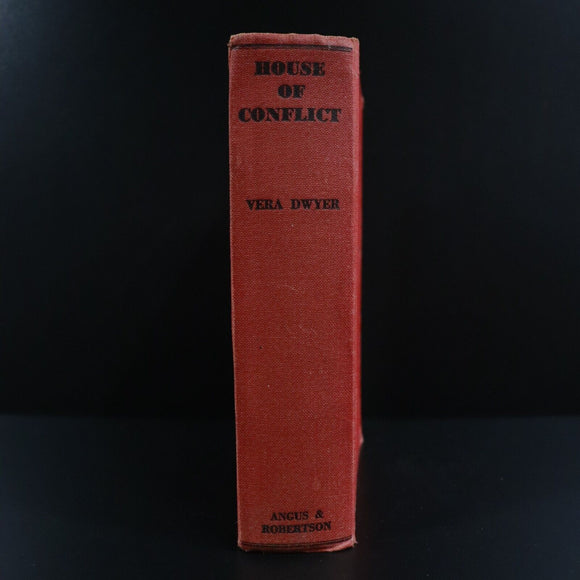 HOUSE
OF
CONFLICT
VERA DWYER
ANGUS &
ROBERTSON